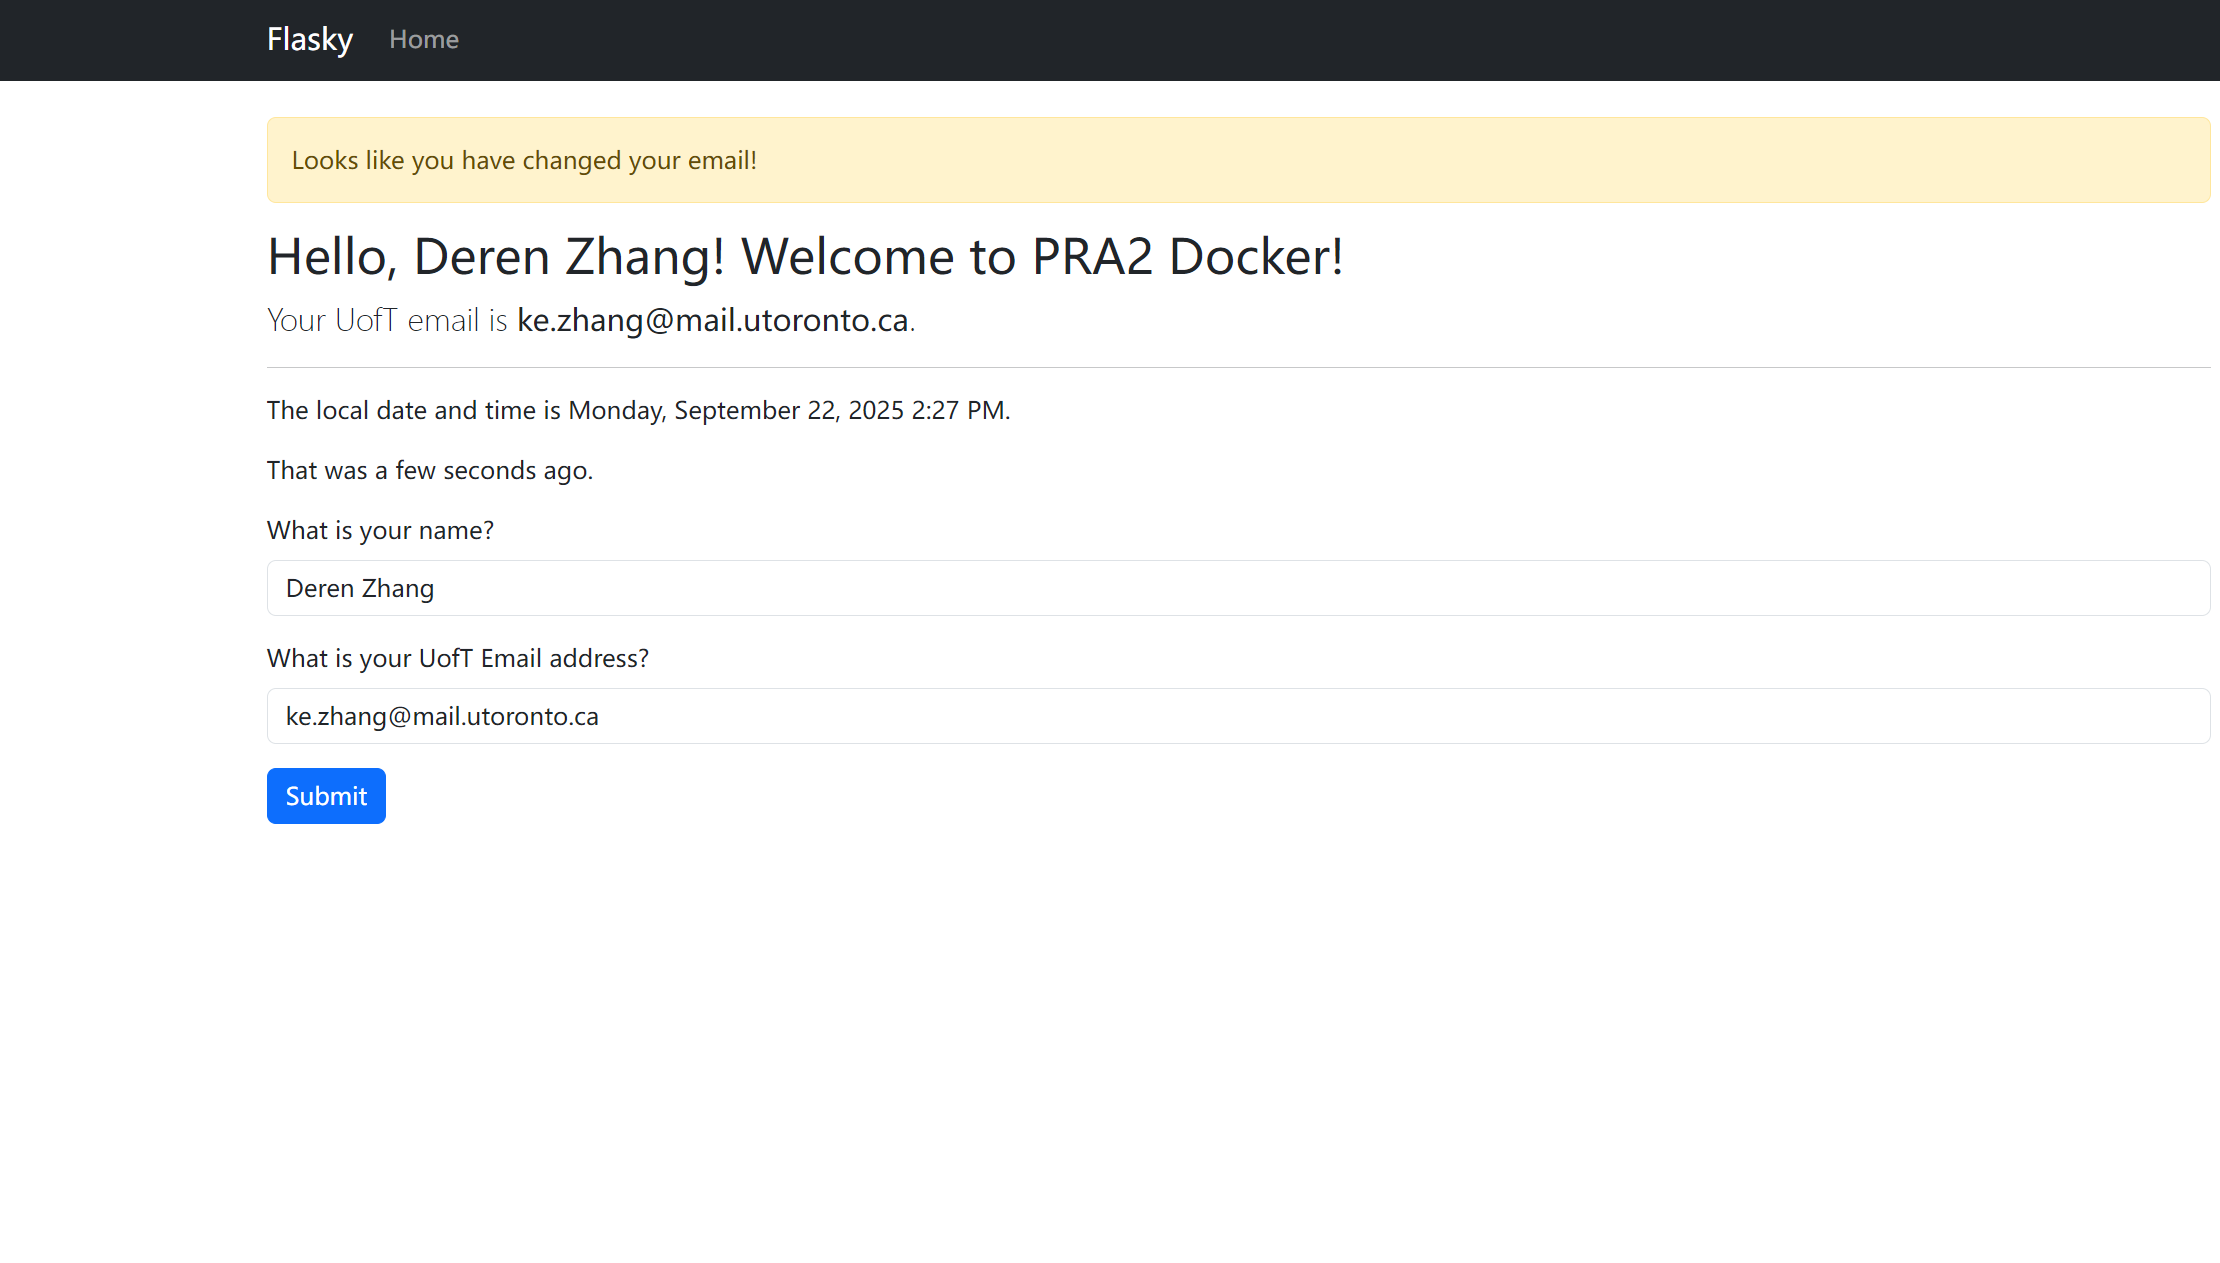 Flasky Home
Looks like you have changed your email!
Hello, Deren Zhang! Welcome to PRA2 Docker!
Your UofT email is ke.zhang@mail.utoronto.ca.
The local date and time is Monday, September 22, 2025 2:27 PM.
That was a few seconds ago.
What is your name?
Deren Zhang
What is your UofT Email address?
ke.zhang@mail.utoronto.ca
Submit